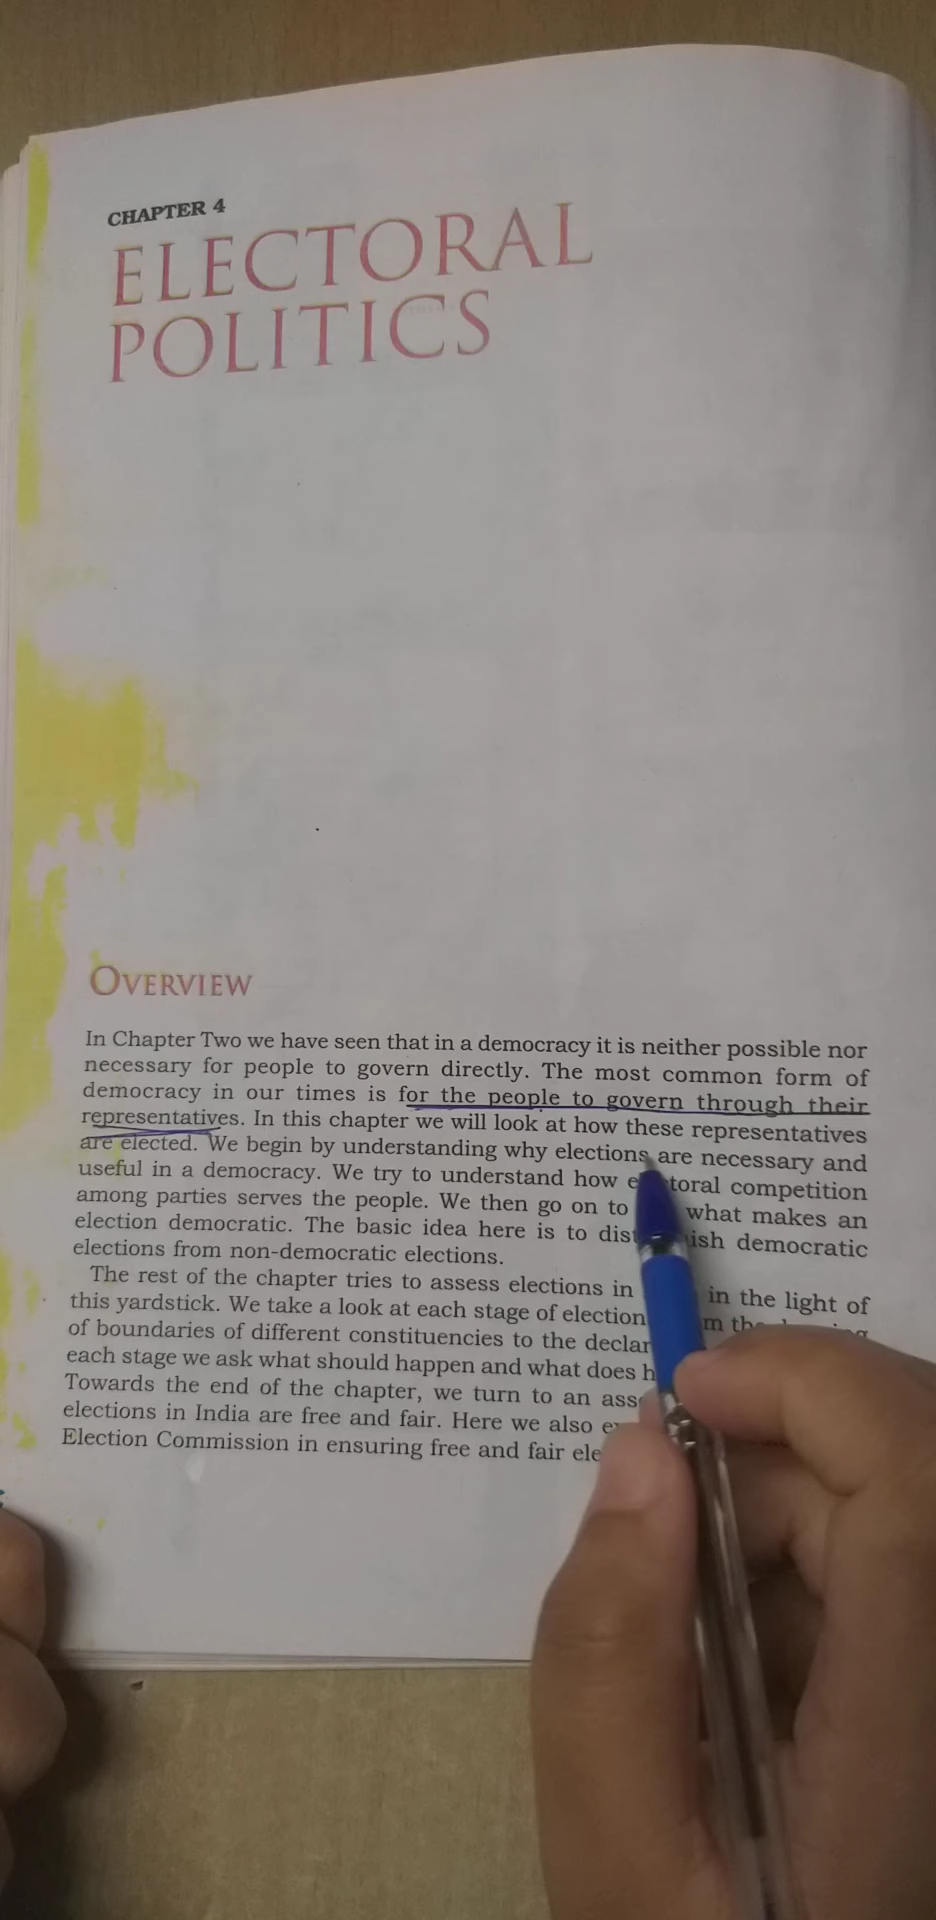 CHAPTER 4
ELECTORAL
POLITICS
OVERVIEW
In Chapter Two we have seen that in a democracy it is neither possible nor
necessary for people to govern directly. The most common form of
democracy in our times is for the people to govern through their
representatives. In this chapter we will look at how these representatives
are elected. We begin by understanding why elections are necessary and
useful in a democracy. We try to understand how toral competition
among parties serves the people. We then go on to what makes an
election democratic. The basic idea here is to dist ish democratic
elections from non-democratic elections.
The rest of the chapter tries to assess elections in in the light of
this yardstick. We take a look at each stage of election m the
of boundaries of different constituencies to the declar
each stage we ask what should happen and what does h
Towards the end of the chapter, we turn to an ass
elections in India are free and fair. Here we also e
Election Commission in ensuring free and fair ele